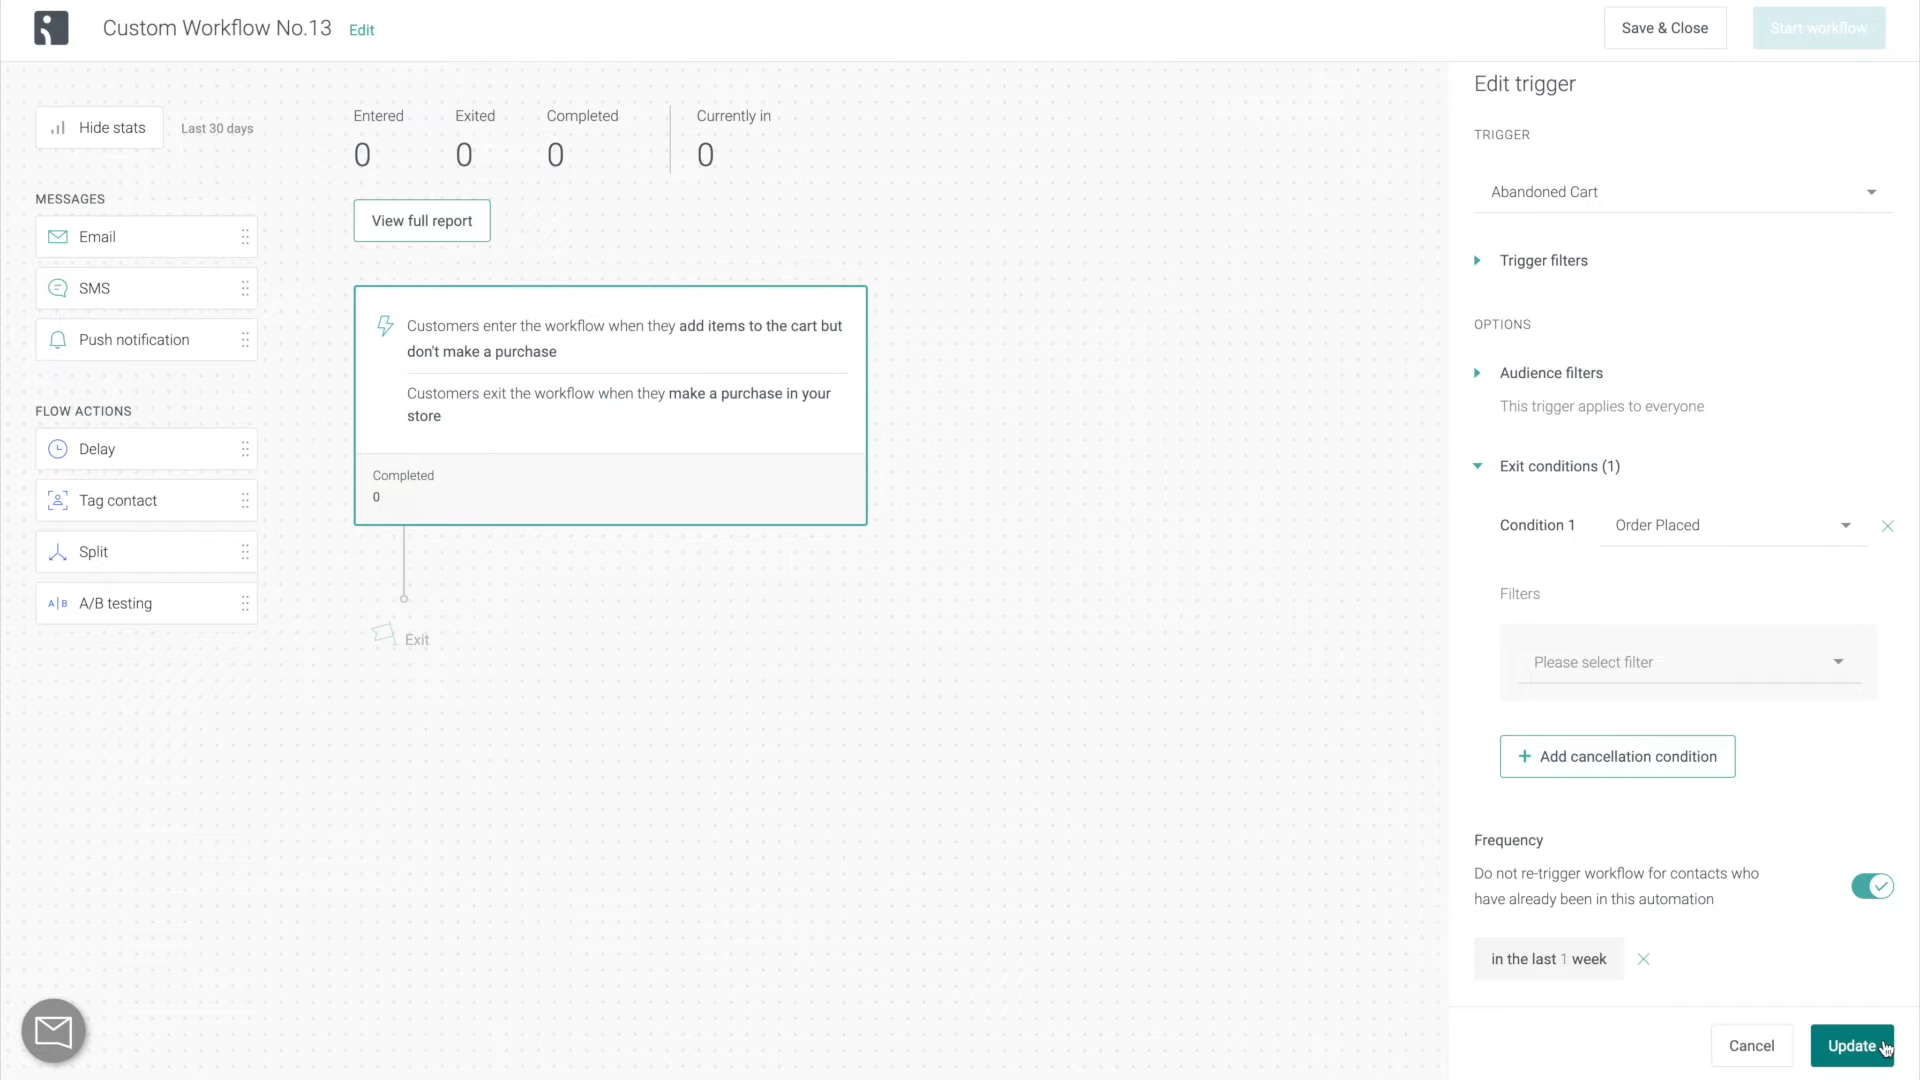 Custom Workflow No.13 Edit
Save & Close
Start workflow
Hide stats
Last 30 days
MESSAGES
Email
SMS
Push notification
FLOW ACTIONS
Delay
Tag contact
Split
A|B A/B testing
Entered Exited Completed Currently in
0 0 0 0
View full report
Customers enter the workflow when they add items to the cart but
don't make a purchase
Customers exit the workflow when they make a purchase in your
store
Completed
0
Exit
Edit trigger
TRIGGER
Abandoned Cart
Trigger filters
OPTIONS
Audience filters
This trigger applies to everyone
Exit conditions (1)
Condition 1 Order Placed
Filters
Please select filter
+ Add cancellation condition
Frequency
Do not re-trigger workflow for contacts who
have already been in this automation
in the last 1 week
Cancel
Update